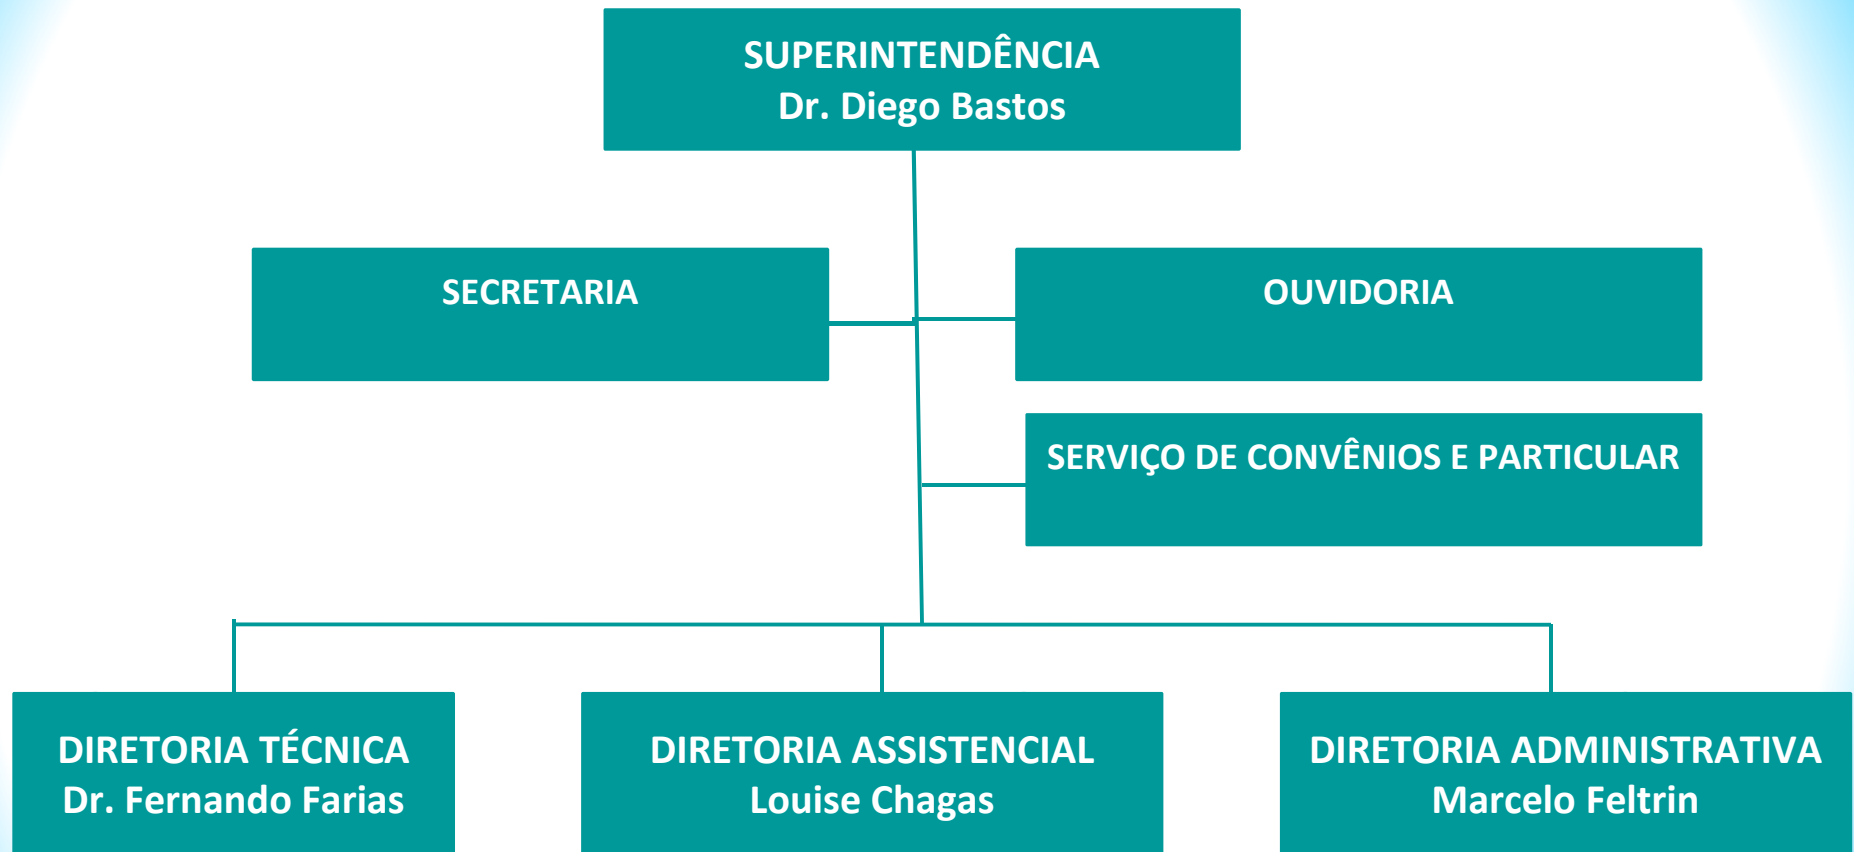 SUPERINTENDÊNCIA
Dr. Diego Bastos
SECRETARIA
OUVIDORIA
SERVIÇO DE CONVÊNIOS E PARTICULAR
DIRETORIA TÉCNICA
Dr. Fernando Farias
DIRETORIA ASSISTENCIAL
Louise Chagas
DIRETORIA ADMINISTRATIVA
Marcelo Feltrin